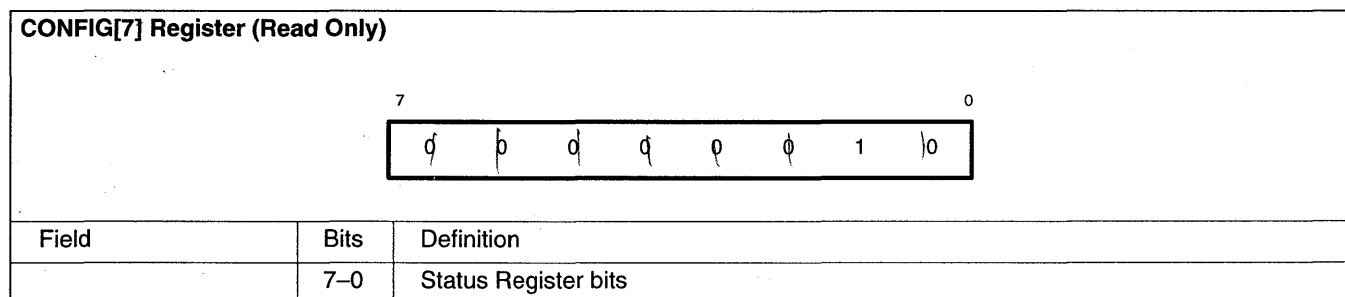 CONFIG[7] Register (Read Only)
7 0
0 0 0 0 0 0 1 0
Field Bits Definition
7–0 Status Register bits